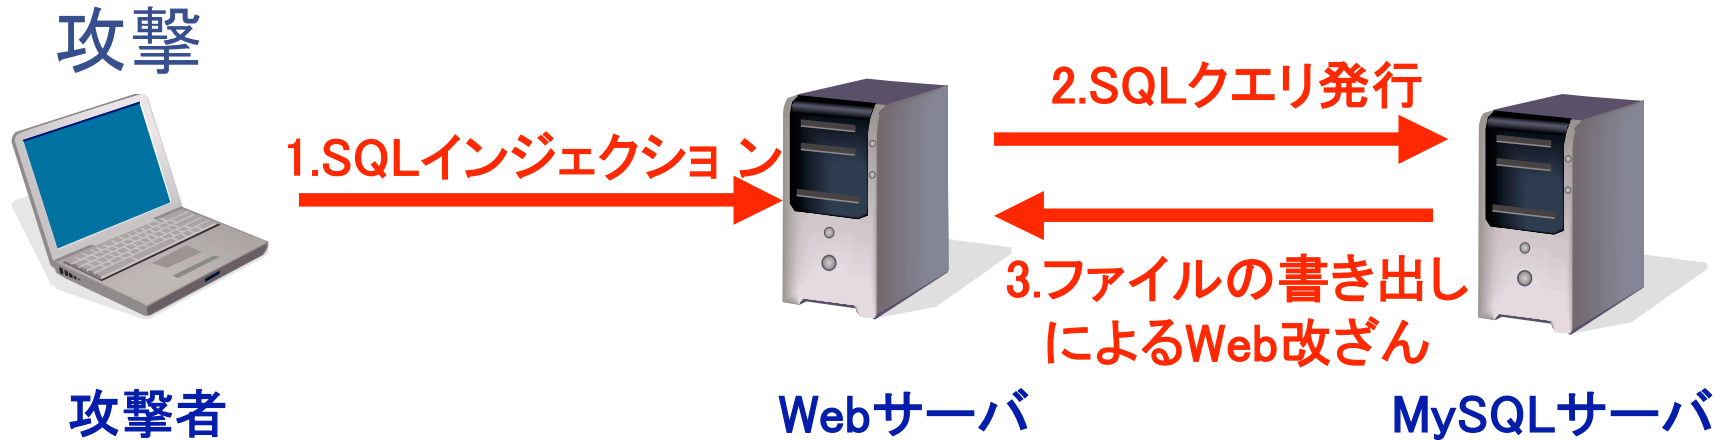 攻撃
1.SQLインジェクション
2.SQLクエリ発行
3.ファイルの書き出し
によるWeb改ざん
攻撃者
Webサーバ
MySQLサーバ